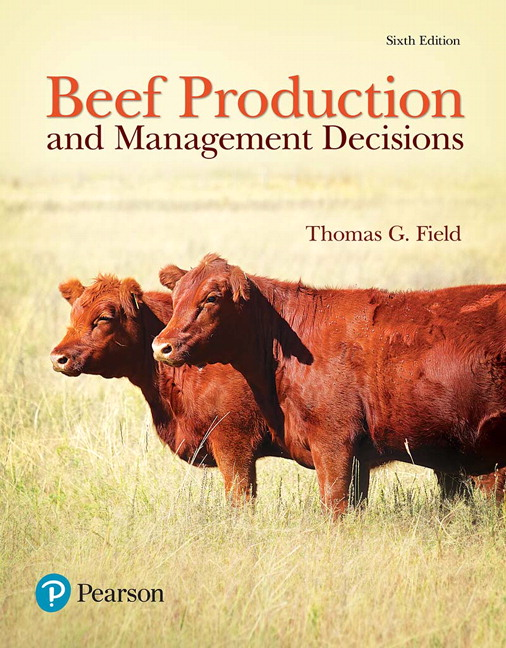 Sixth Edition
Beef Production
and Management Decisions
Thomas G. Field
P Pearson